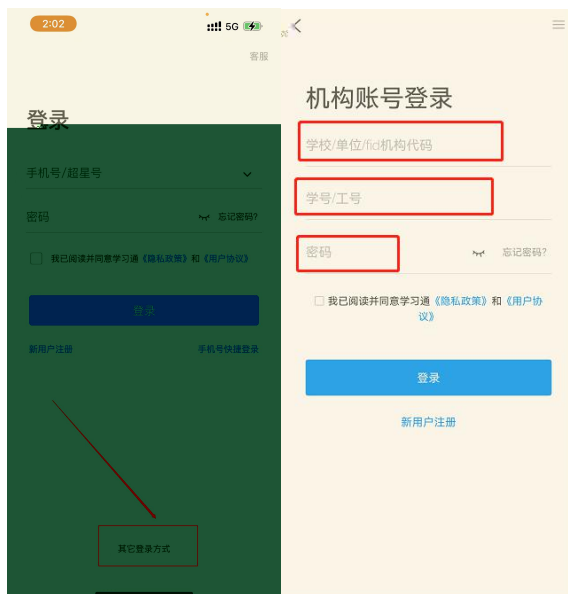 2:02
5G
客服
登录
手机号/超星号
密码
忘记密码?
我已阅读并同意学习通《隐私政策》和《用户协议》
登录
新用户注册
手机号快捷登录
其它登录方式
机构账号登录
学校/单位/fid机构代码
学号/工号
密码
忘记密码?
我已阅读并同意学习通《隐私政策》和《用户协
议》
登录
新用户注册